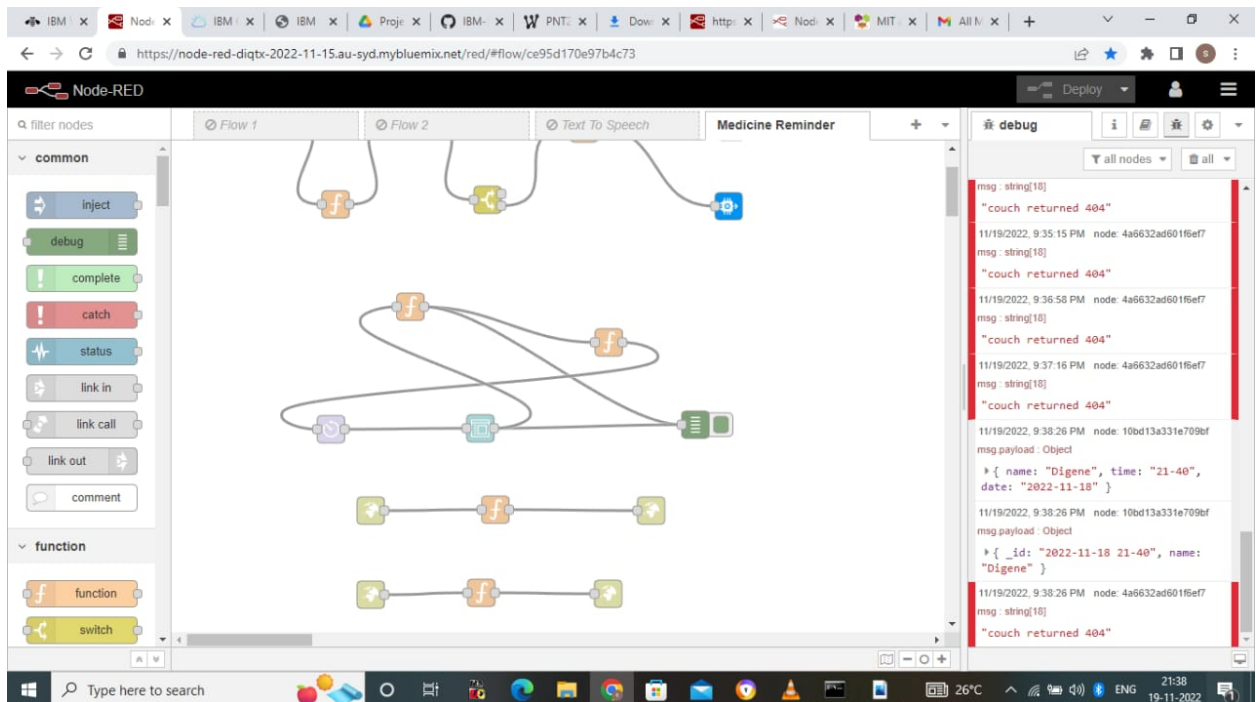 IBM
Node
IBM
IBM
Proje
IBM-
PNT
Dow
https
Nod
MIT
All M
https://node-red-diqtx-2022-11-15.au-syd.mybluemix.net/red/#flow/ce95d170e97b4c73
S
Node-RED
Deploy
filter nodes
Flow 1
Flow 2
Text To Speech
Medicine Reminder
debug
i
all nodes
all
common
inject
debug
complete
catch
status
link in
link call
link out
comment
function
function
switch
msg : string[18]
"couch returned 404"
11/19/2022, 9:35:15 PM node: 4a6632ad601f6ef7
msg : string[18]
"couch returned 404"
11/19/2022, 9:36:58 PM node: 4a6632ad601f6ef7
msg : string[18]
"couch returned 404"
11/19/2022, 9:37:16 PM node: 4a6632ad601f6ef7
msg : string[18]
"couch returned 404"
11/19/2022, 9:38:26 PM node: 10bd13a331e709bf
msg.payload : Object
{ name: "Digene", time: "21-40",
date: "2022-11-18" }
11/19/2022, 9:38:26 PM node: 10bd13a331e709bf
msg.payload : Object
{ _id: "2022-11-18 21-40", name:
"Digene" }
11/19/2022, 9:38:26 PM node: 4a6632ad601f6ef7
msg : string[18]
"couch returned 404"
Type here to search
26°C
ENG
21:38
19-11-2022